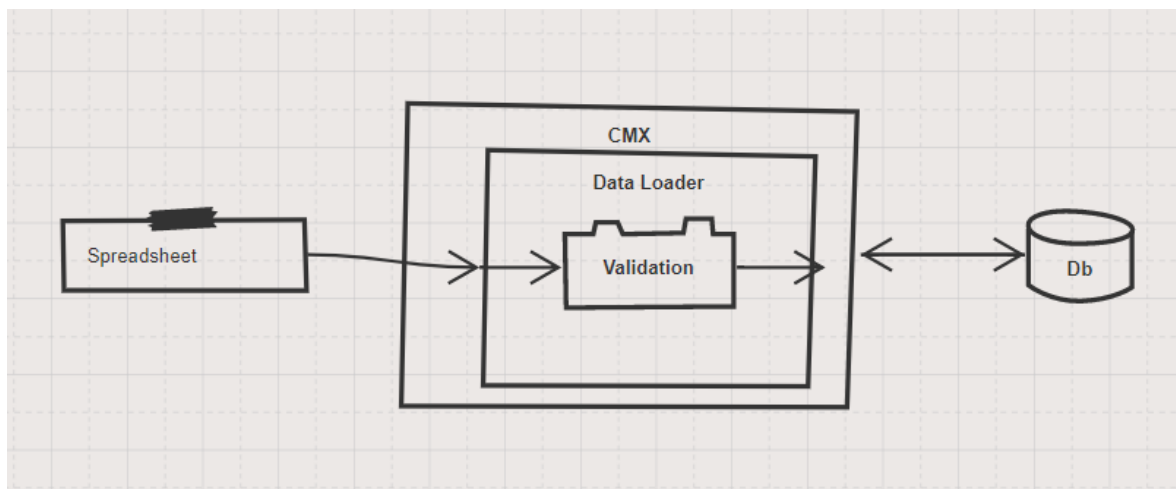 CMX
Data Loader
Spreadsheet
Validation
Db